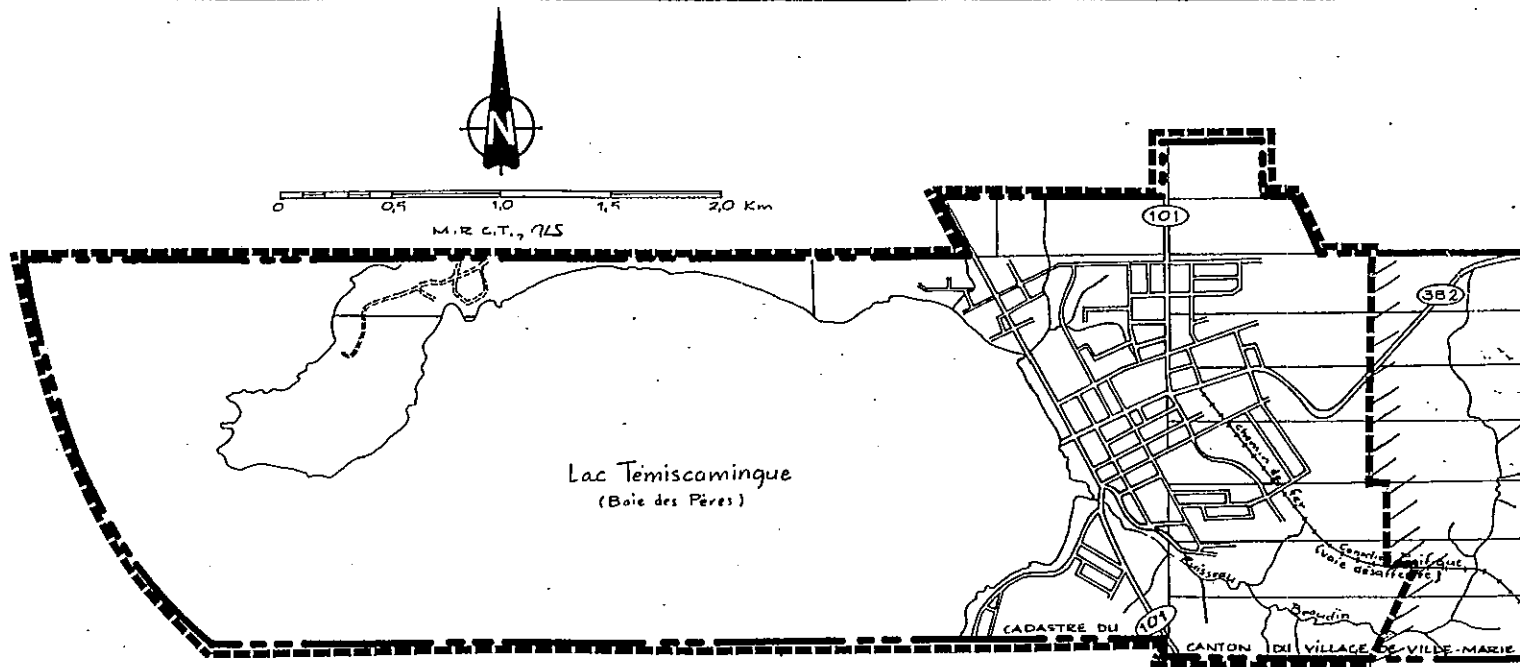 N
0 0,5 1,0 1,5 2,0 Km
M.R.C.T., 7LS
101
382
Lac Témiscamingue
(Baie des Pères)
Chemin de Fer
Canadien Pacifique
(voie désaffectée)
Ruisseau
Beaudin
101
CADASTRE DU
CANTON DU VILLAGE DE VILLE-MARIE